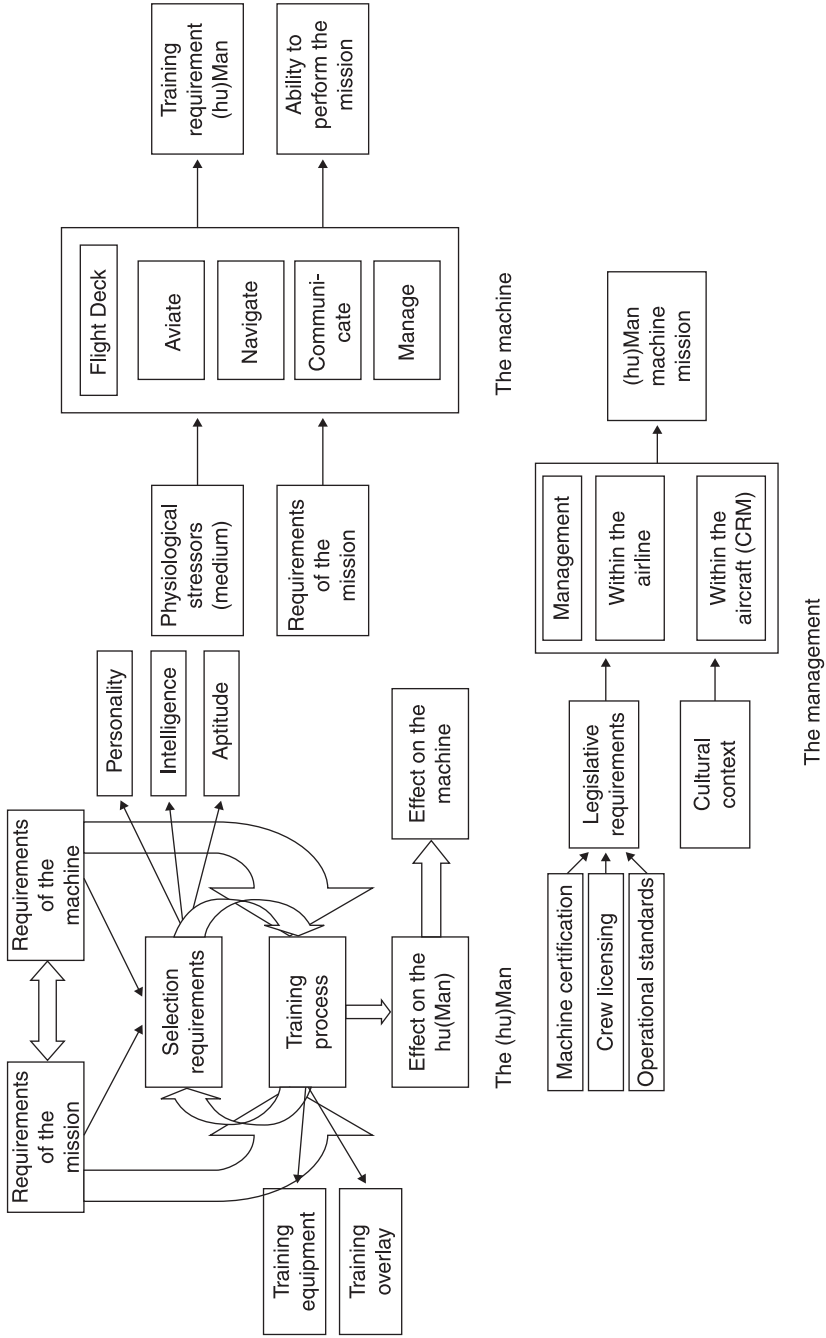 Requirements
of the
mission
Requirements
of the
machine
Selection
requirements
Personality
Intelligence
Aptitude
Training
process
Training
equipment
Training
overlay
Effect on the
hu(Man)
Effect on the
machine
The (hu)Man
Physiological
stressors
(medium)
Requirements
of the
mission
Flight Deck
Aviate
Navigate
Communi-
cate
Manage
Training
requirement
(hu)Man
Ability to
perform the
mission
The machine
Machine certification
Crew licensing
Operational standards
Legislative
requirements
Cultural
context
Management
Within the
airline
Within the
aircraft (CRM)
(hu)Man
machine
mission
The management